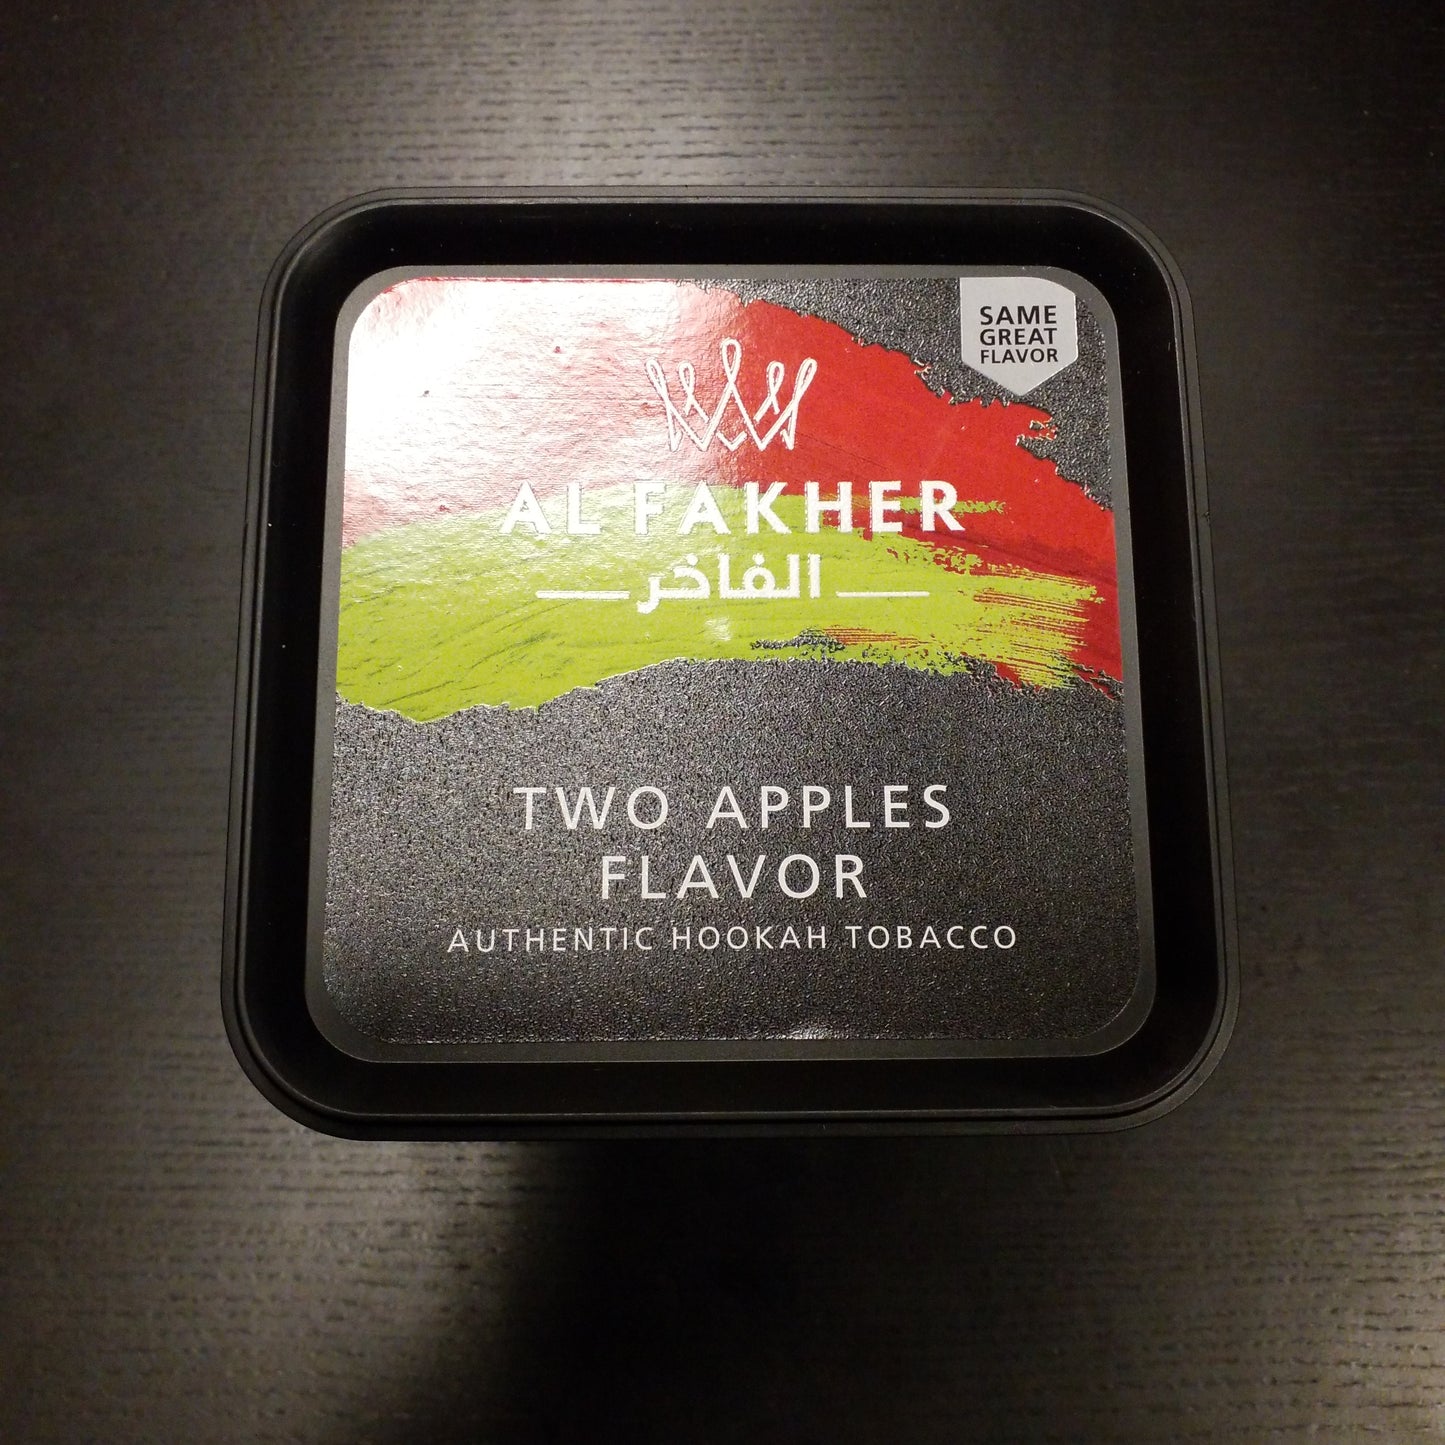 SAME
GREAT
FLAVOR
AL FAKHER
الفاخر
TWO APPLES
FLAVOR
AUTHENTIC HOOKAH TOBACCO